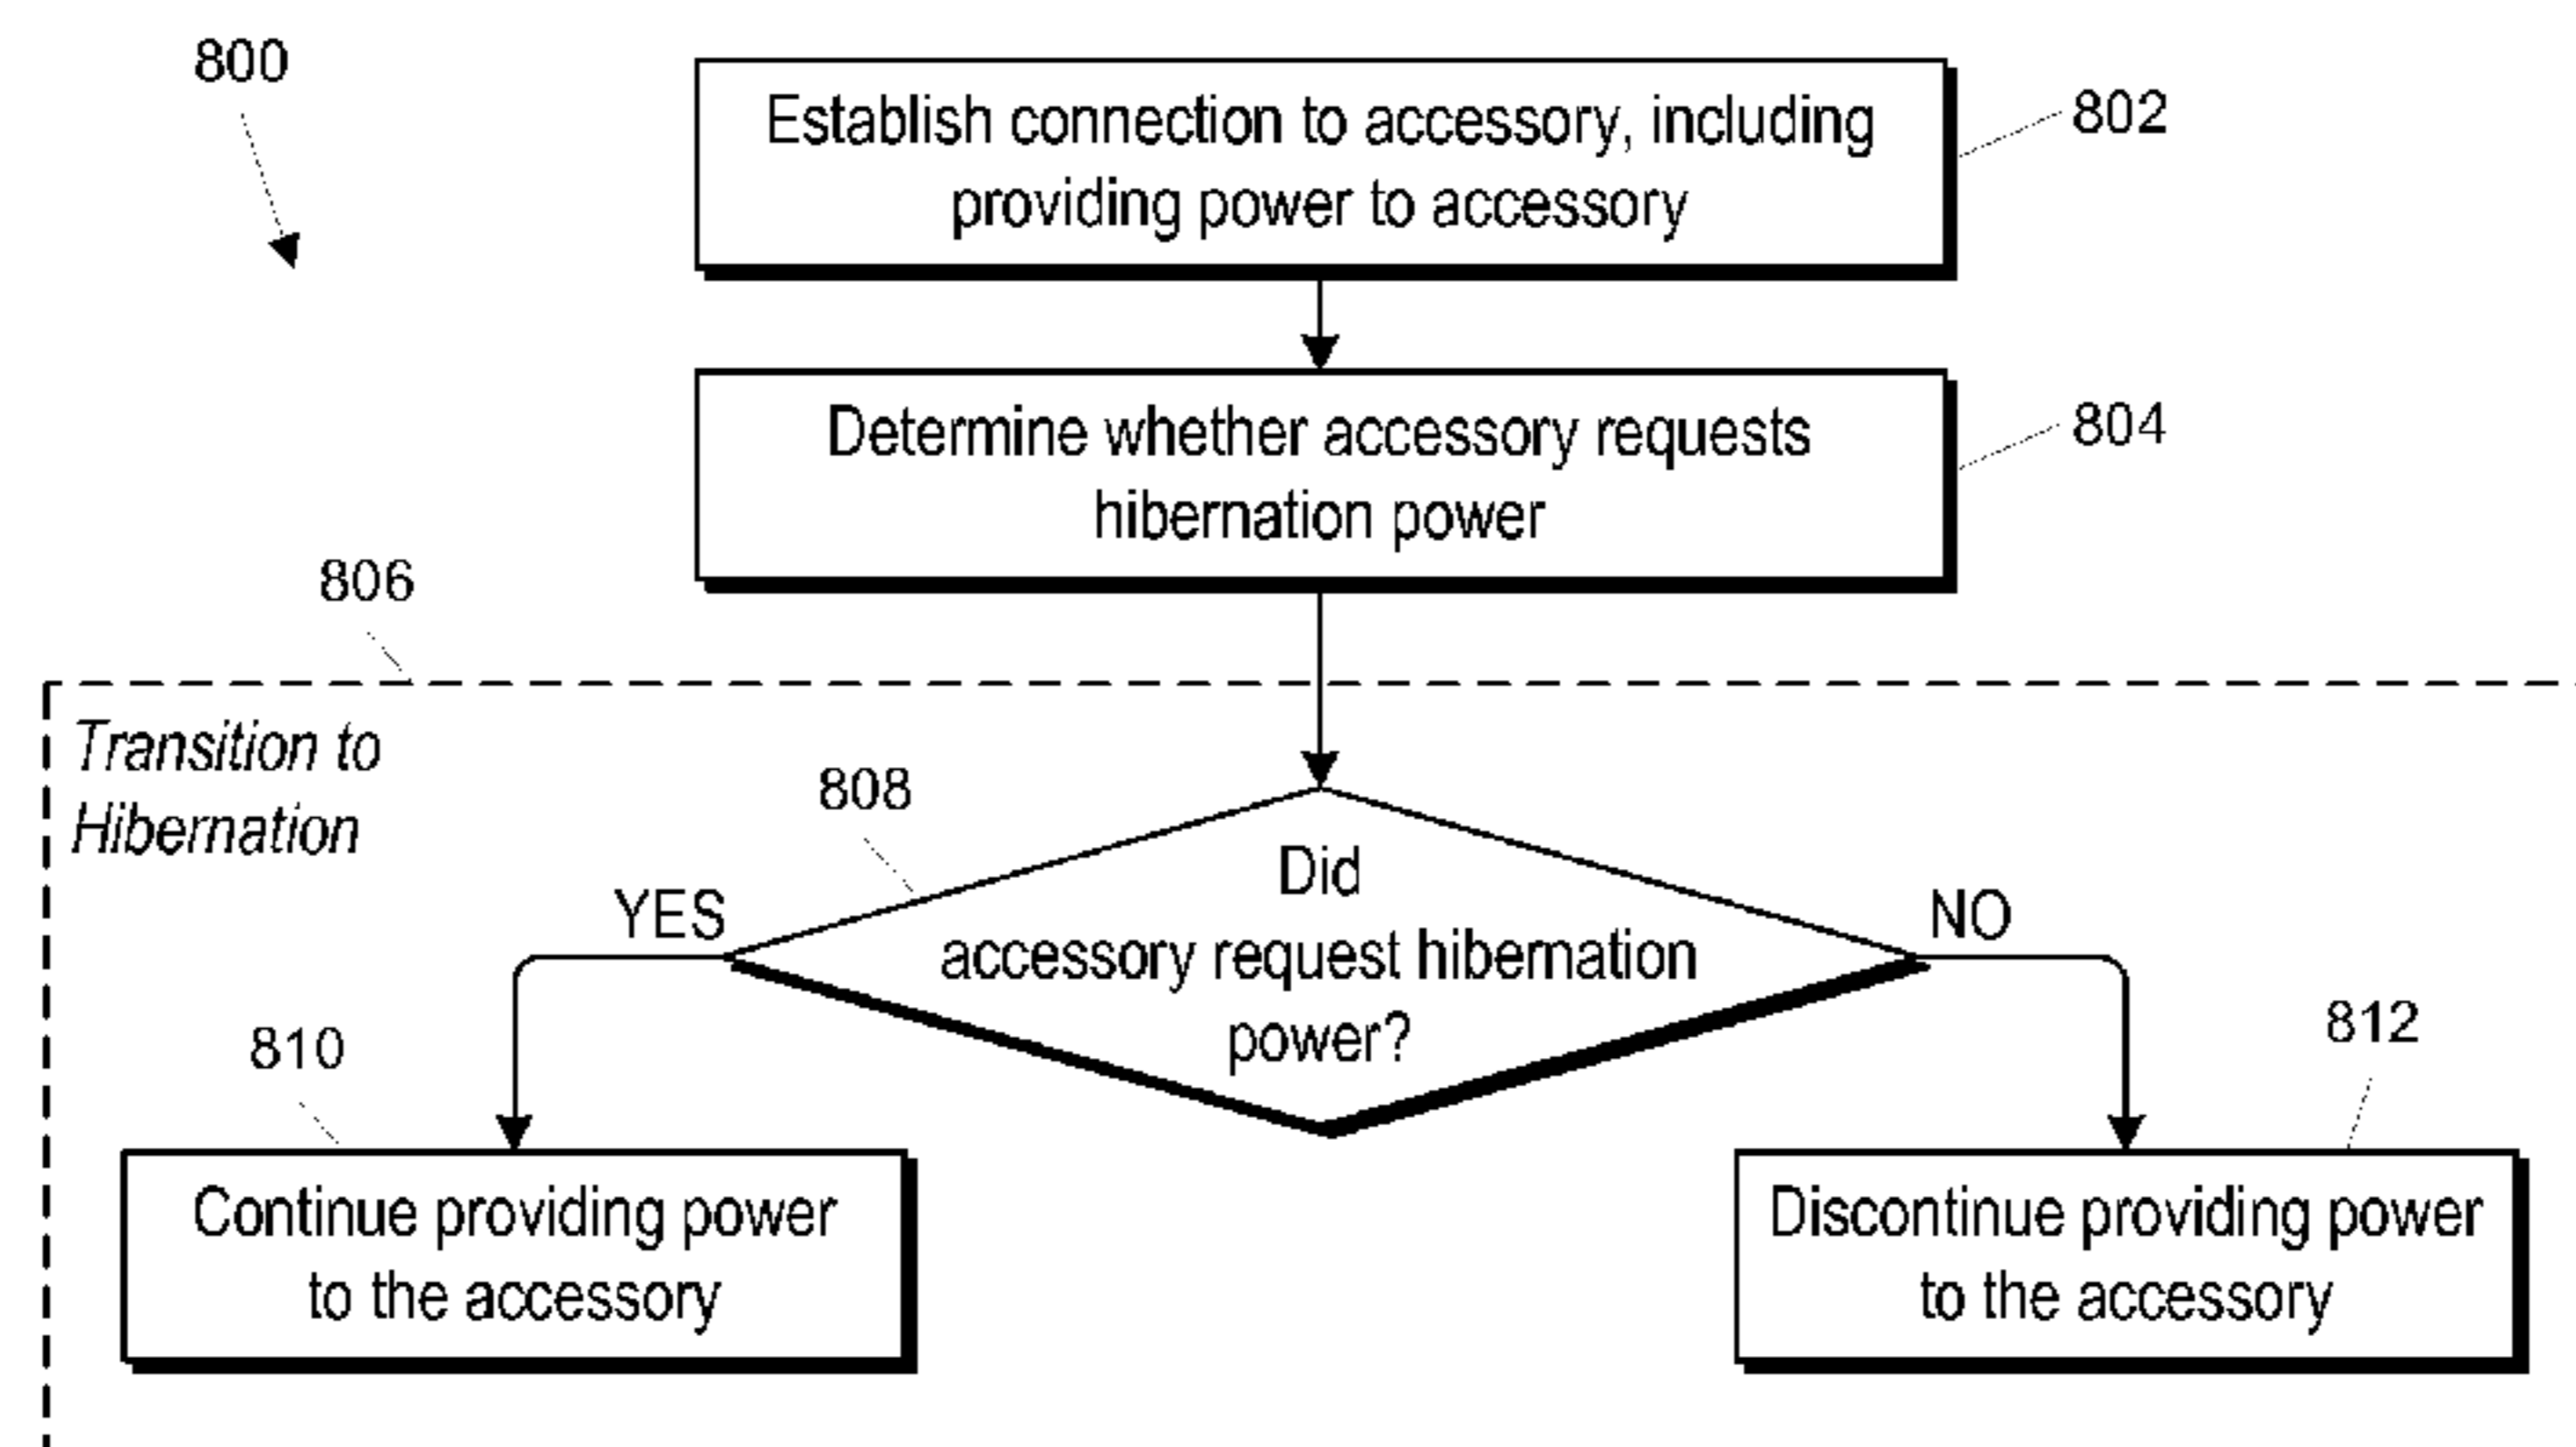 800
Establish connection to accessory, including
providing power to accessory
802
Determine whether accessory requests
hibernation power
804
806
Transition to
Hibernation
808
Did
accessory request hibernation
power?
YES
NO
810
Continue providing power
to the accessory
812
Discontinue providing power
to the accessory